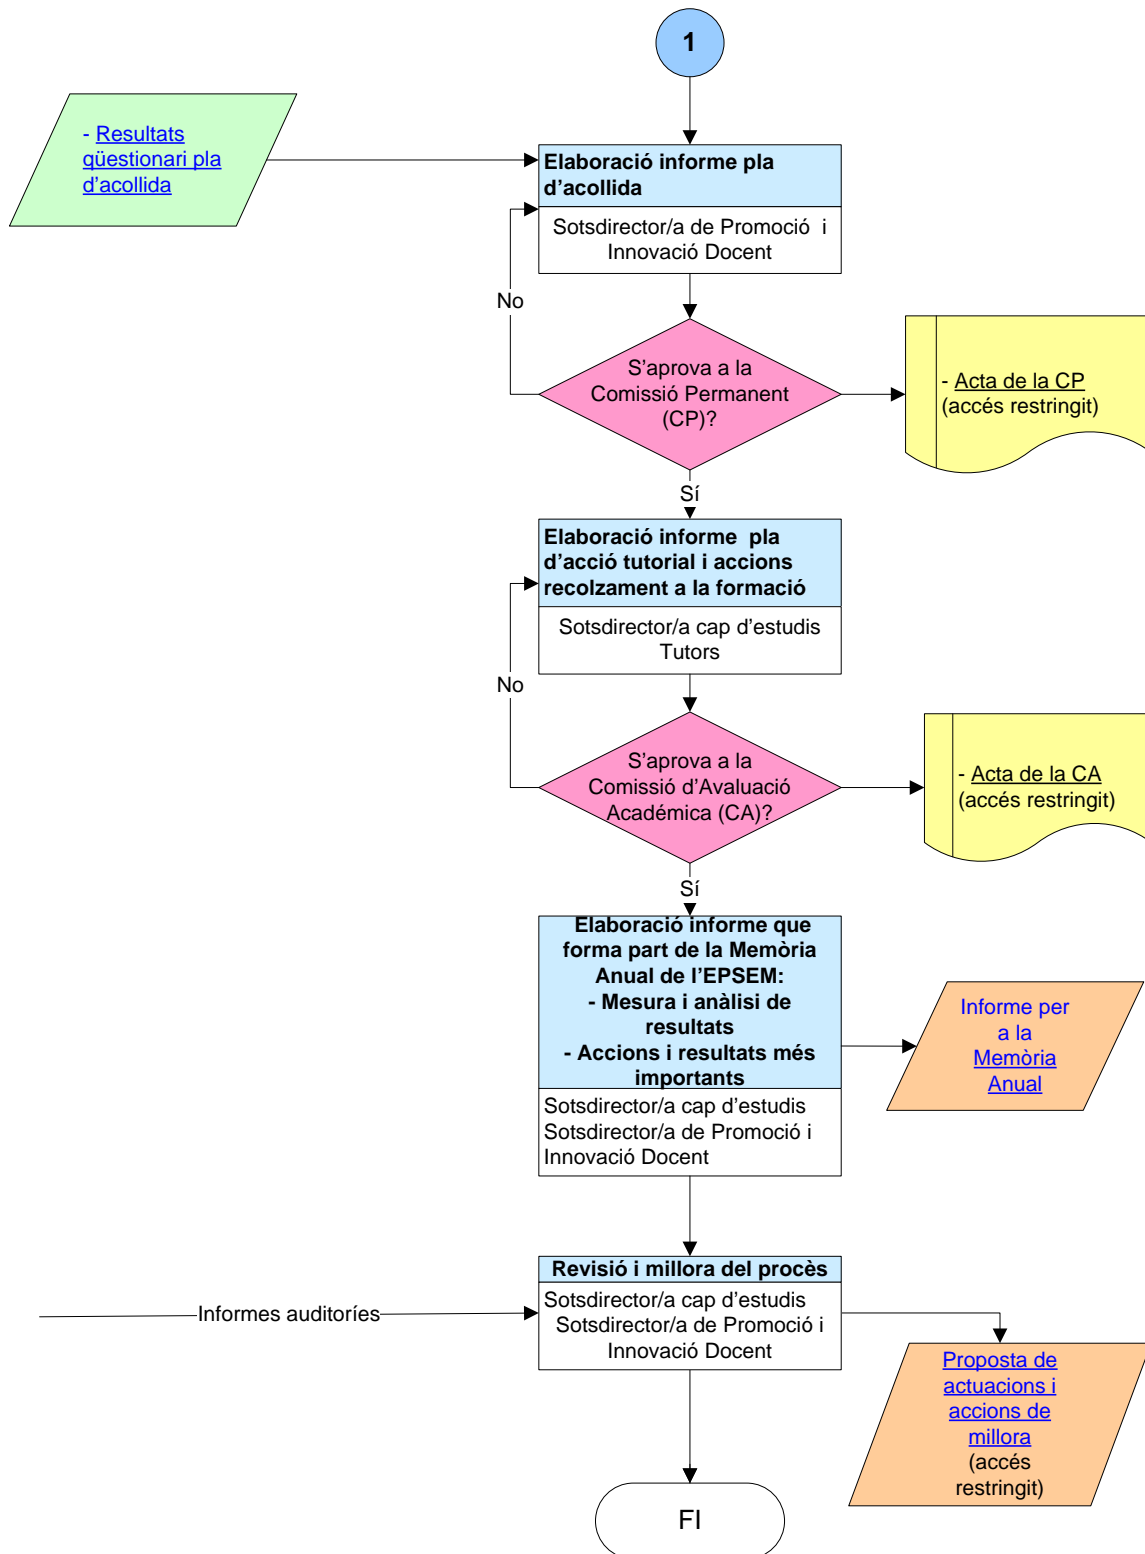 1
- Resultats
qüestionari pla
d’acollida
Elaboració informe pla
d’acollida
Sotsdirector/a de Promoció i
Innovació Docent
No
S’aprova a la
Comissió Permanent
(CP)?
- Acta de la CP
(accés restringit)
Sí
Elaboració informe pla
d’acció tutorial i accions
recolzament a la formació
Sotsdirector/a cap d’estudis
Tutors
No
S’aprova a la
Comissió d’Avaluació
Académica (CA)?
- Acta de la CA
(accés restringit)
Sí
Elaboració informe que
forma part de la Memòria
Anual de l’EPSEM:
- Mesura i anàlisi de
resultats
- Accions i resultats més
importants
Sotsdirector/a cap d’estudis
Sotsdirector/a de Promoció i
Innovació Docent
Informe per
a la
Memòria
Anual
Revisió i millora del procès
Sotsdirector/a cap d’estudis
Sotsdirector/a de Promoció i
Innovació Docent
Informes auditoríes
Proposta de
actuacions i
accions de
millora
(accés
restringit)
FI